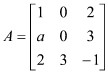 A = [1 0 2
a 0 3
2 3 -1]